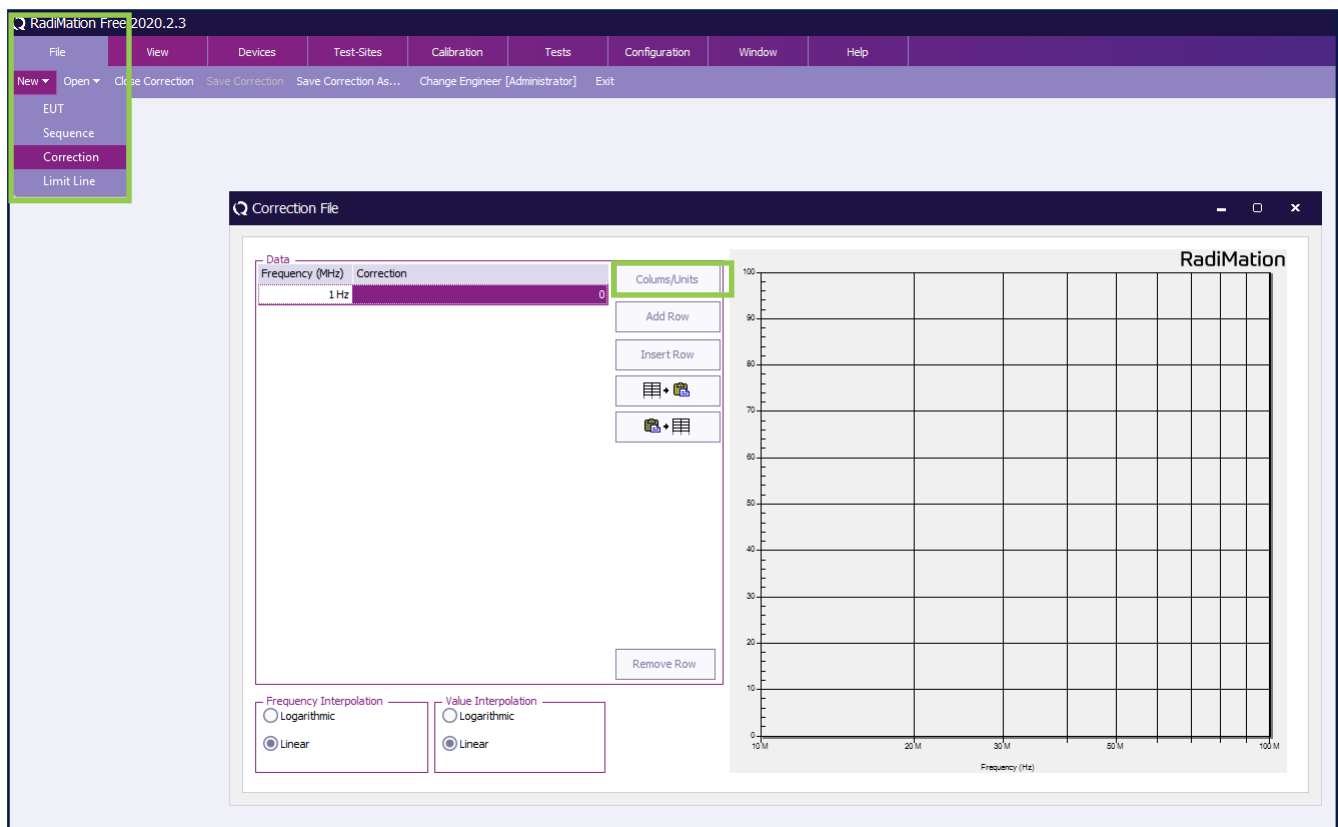 RadiMation Free 2020.2.3
File View Devices Test-Sites Calibration Tests Configuration Window Help
New Open Close Correction Save Correction Save Correction As... Change Engineer [Administrator] Exit
EUT
Sequence
Correction
Limit Line
Correction File
Data
Frequency (MHz) Correction
1 Hz 0
Colums/Units
Add Row
Insert Row
Remove Row
Frequency Interpolation
Logarithmic
Linear
Value Interpolation
Logarithmic
Linear
RadiMation
100
90
80
70
60
50
40
30
20
10
0
10 M 20 M 30 M 50 M 100 M
Frequency (Hz)